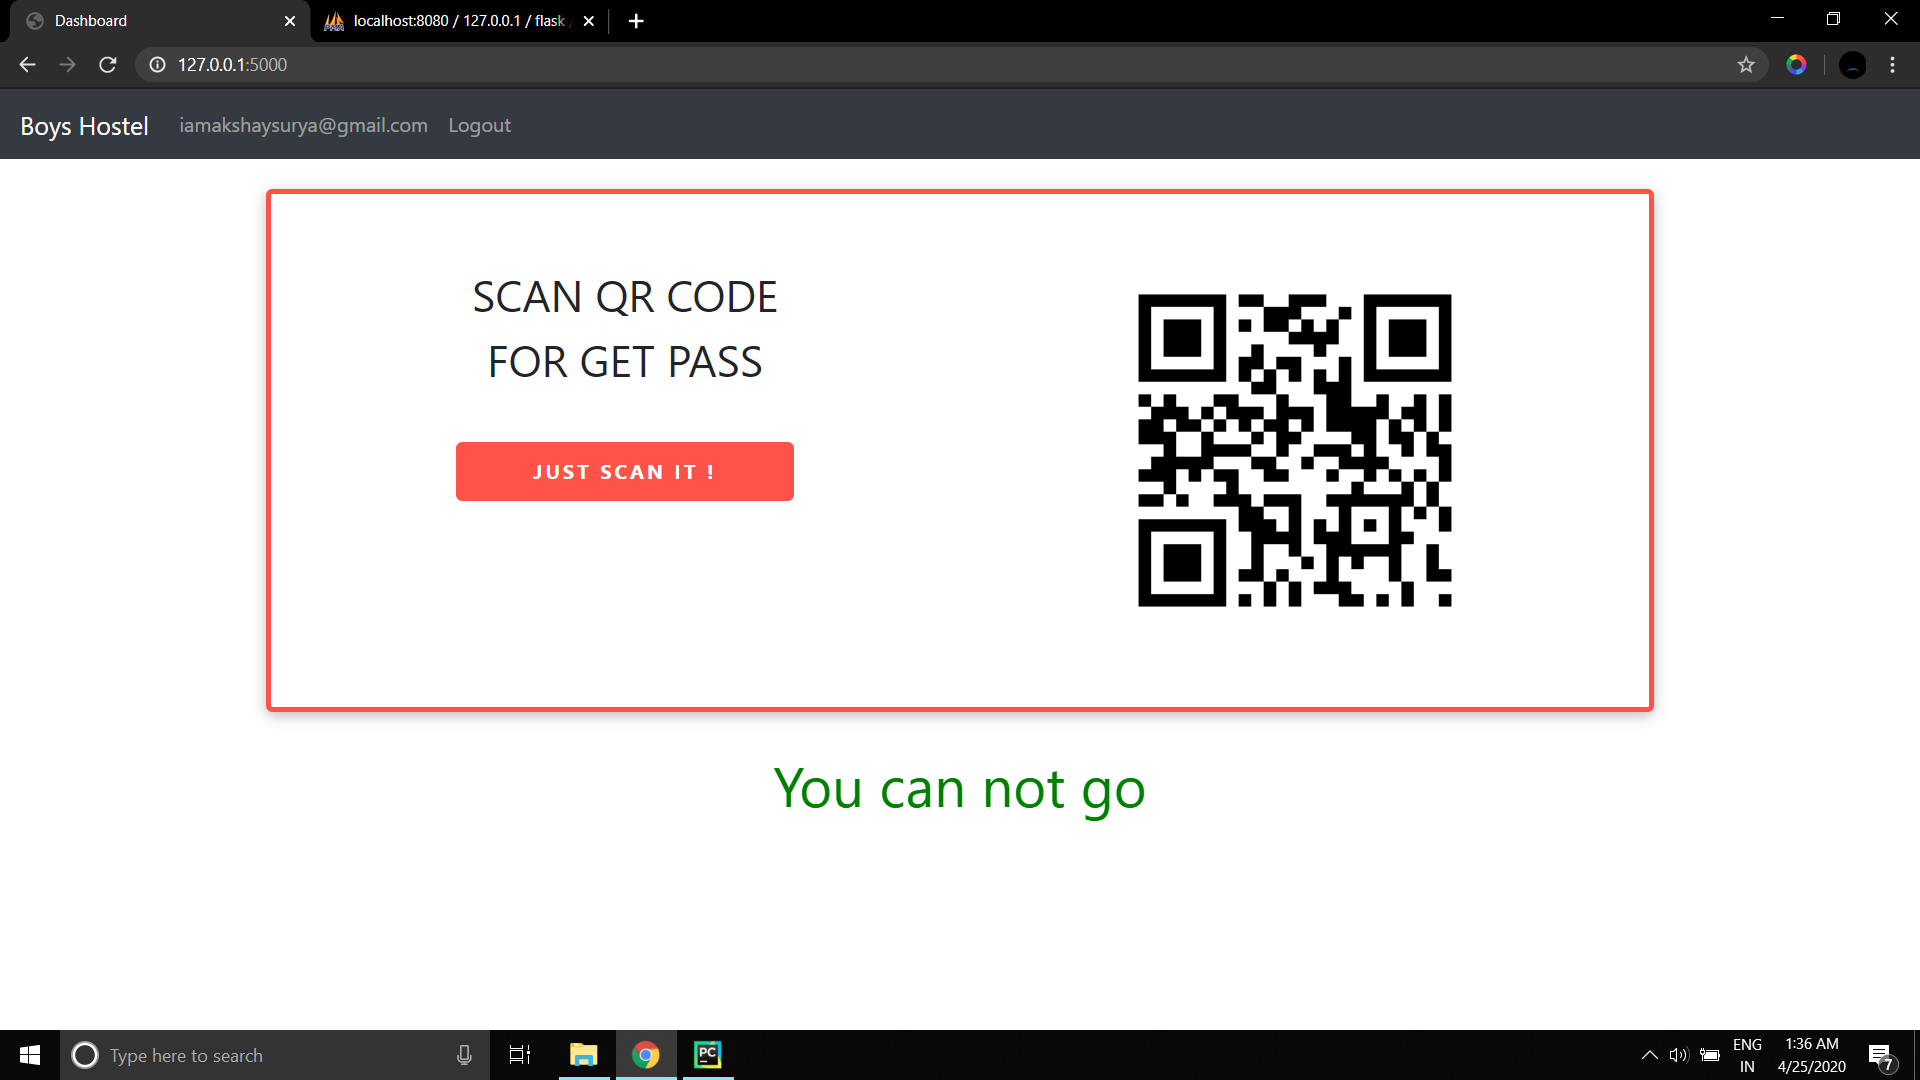 Dashboard
localhost:8080 / 127.0.0.1 / flask
127.0.0.1:5000
Boys Hostel iamakshaysurya@gmail.com Logout
SCAN QR CODE
FOR GET PASS
JUST SCAN IT !
You can not go
Type here to search
PC
ENG
IN
1:36 AM
4/25/2020
7